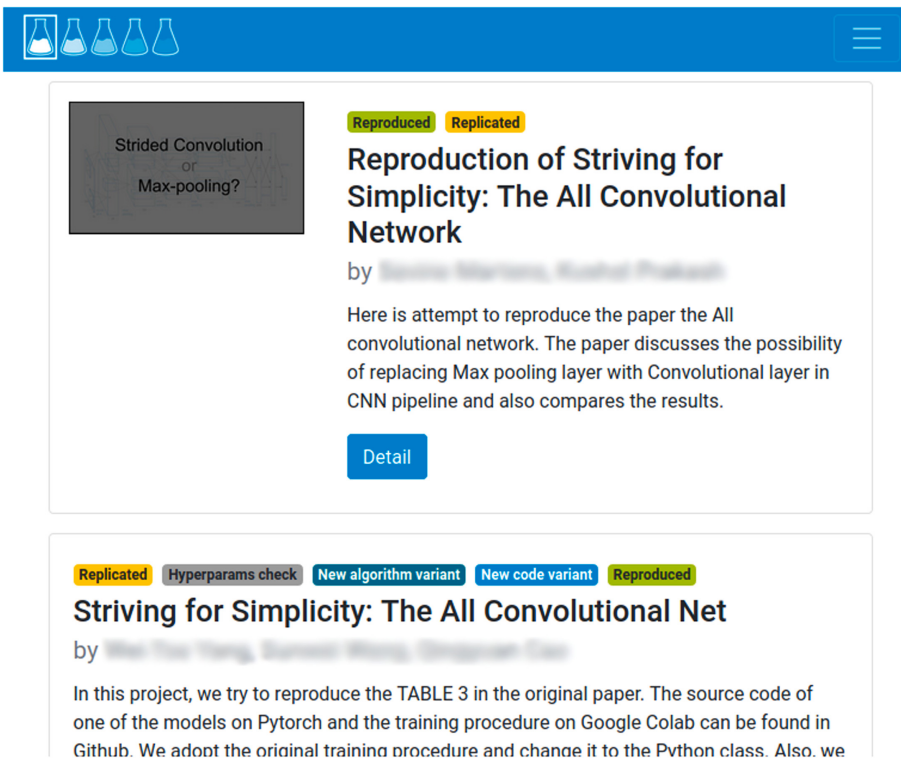 Strided Convolution
or
Max-pooling?
Reproduced Replicated
Reproduction of Striving for
Simplicity: The All Convolutional
Network
by
Here is attempt to reproduce the paper the All
convolutional network. The paper discusses the possibility
of replacing Max pooling layer with Convolutional layer in
CNN pipeline and also compares the results.
Detail
Replicated Hyperparams check New algorithm variant New code variant Reproduced
Striving for Simplicity: The All Convolutional Net
by
In this project, we try to reproduce the TABLE 3 in the original paper. The source code of
one of the models on Pytorch and the training procedure on Google Colab can be found in
Github. We adopt the original training procedure and change it to the Python class. Also, we